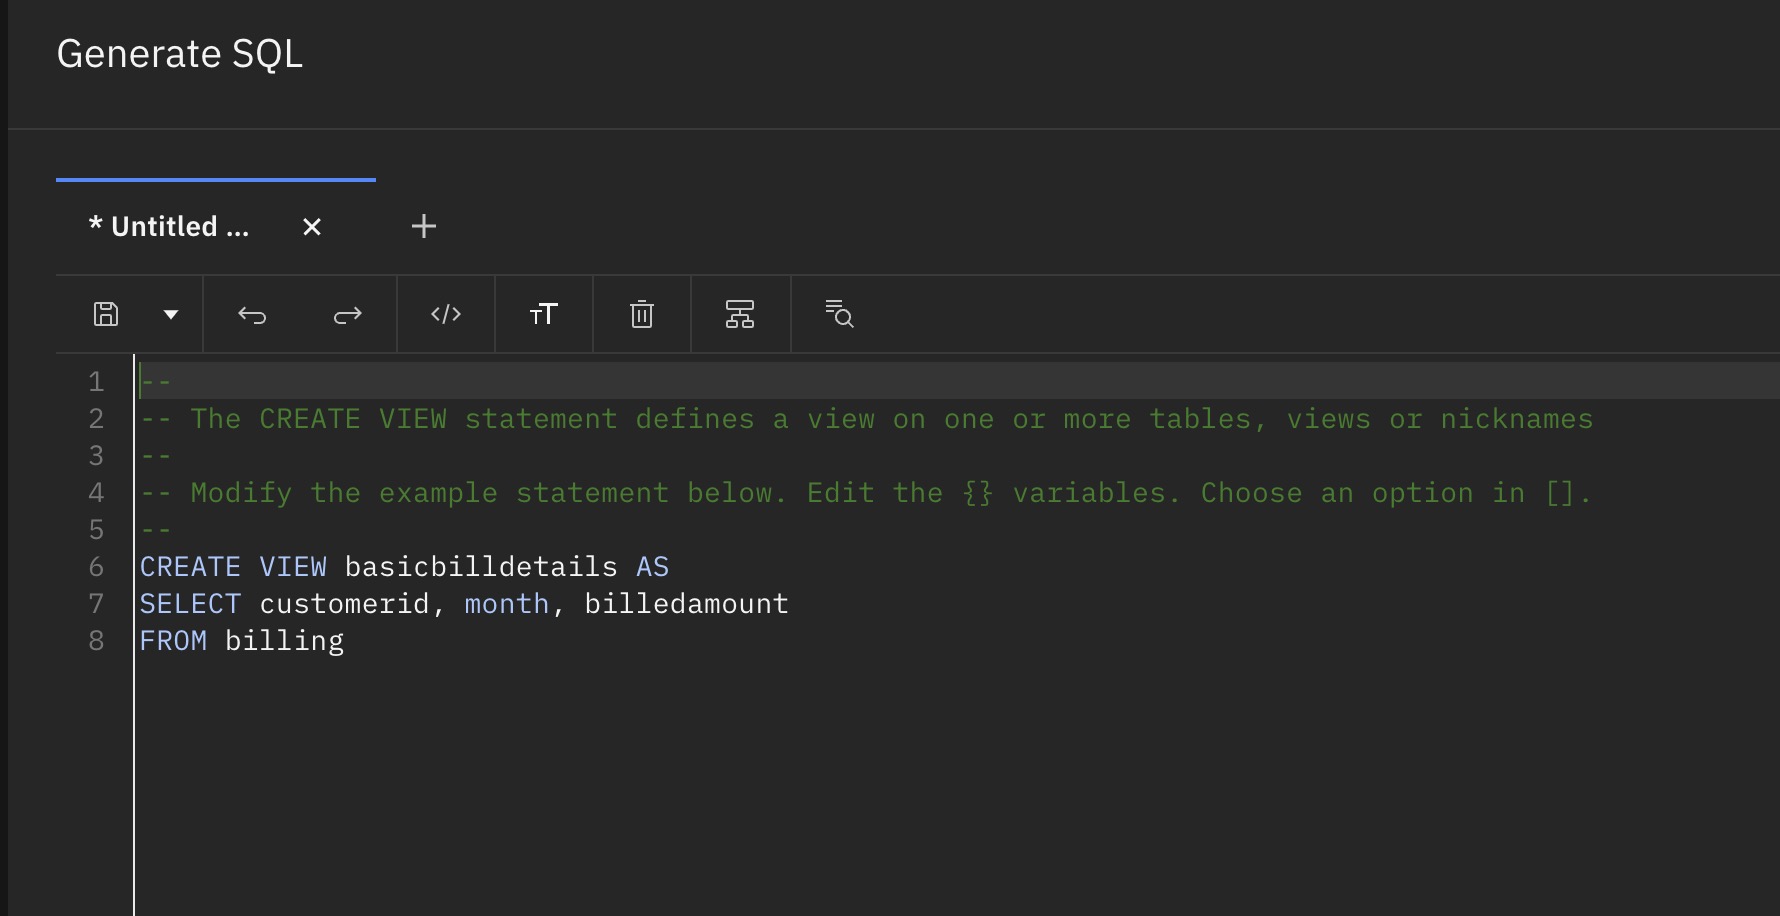 Generate SQL
* Untitled ...
1 --
2 -- The CREATE VIEW statement defines a view on one or more tables, views or nicknames
3 --
4 -- Modify the example statement below. Edit the {} variables. Choose an option in [].
5 --
6 CREATE VIEW basicbilldetails AS
7 SELECT customerid, month, billedamount
8 FROM billing